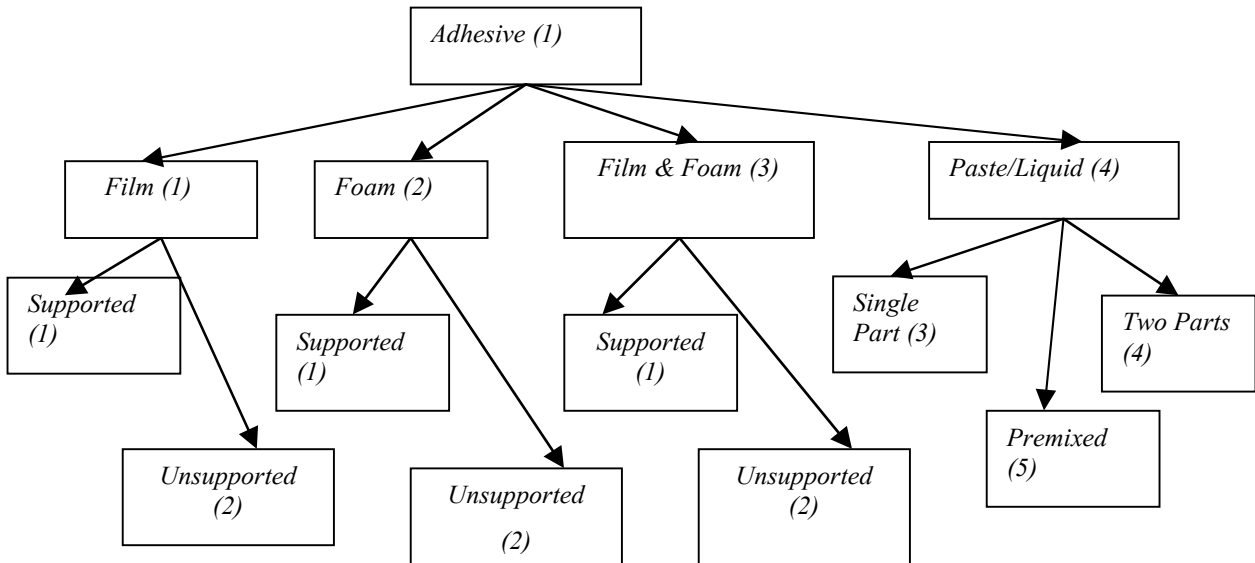 Adhesive (1)
Film (1)
Foam (2)
Film & Foam (3)
Paste/Liquid (4)
Supported
(1)
Supported
(1)
Supported
(1)
Single
Part (3)
Two Parts
(4)
Unsupported
(2)
Unsupported
(2)
Unsupported
(2)
Premixed
(5)